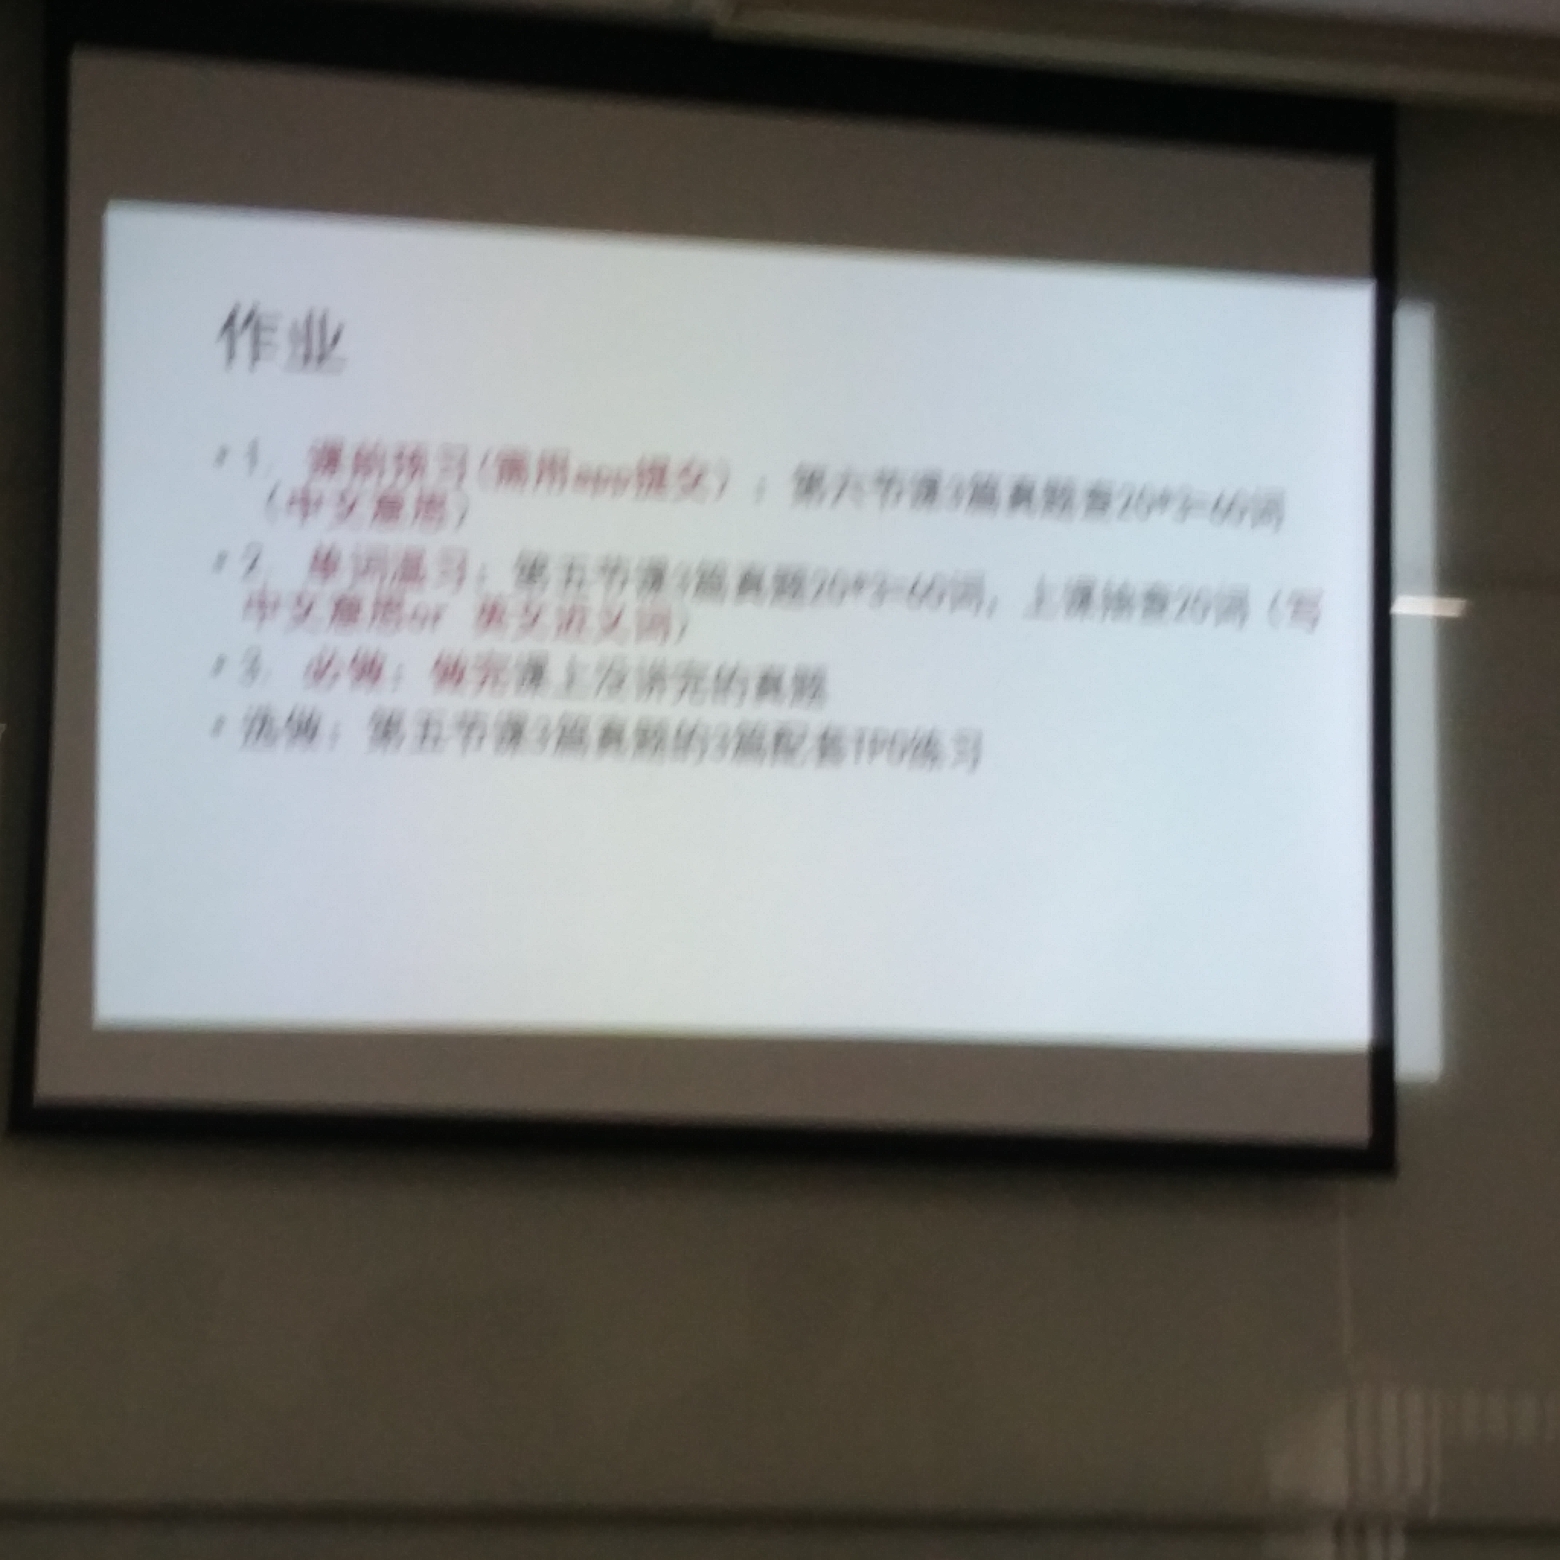 作业
• 1. 课前预习(需用app提交)：第六节课3篇真题查20*3=60词
（中文意思）
• 2. 单词温习：第五节课3篇真题20*3=60词，上课抽查20词（写
中文意思or 英文近义词）
• 3. 必做：做完课上没讲完的真题
• 选做：第五节课3篇真题的3篇配套TPO练习